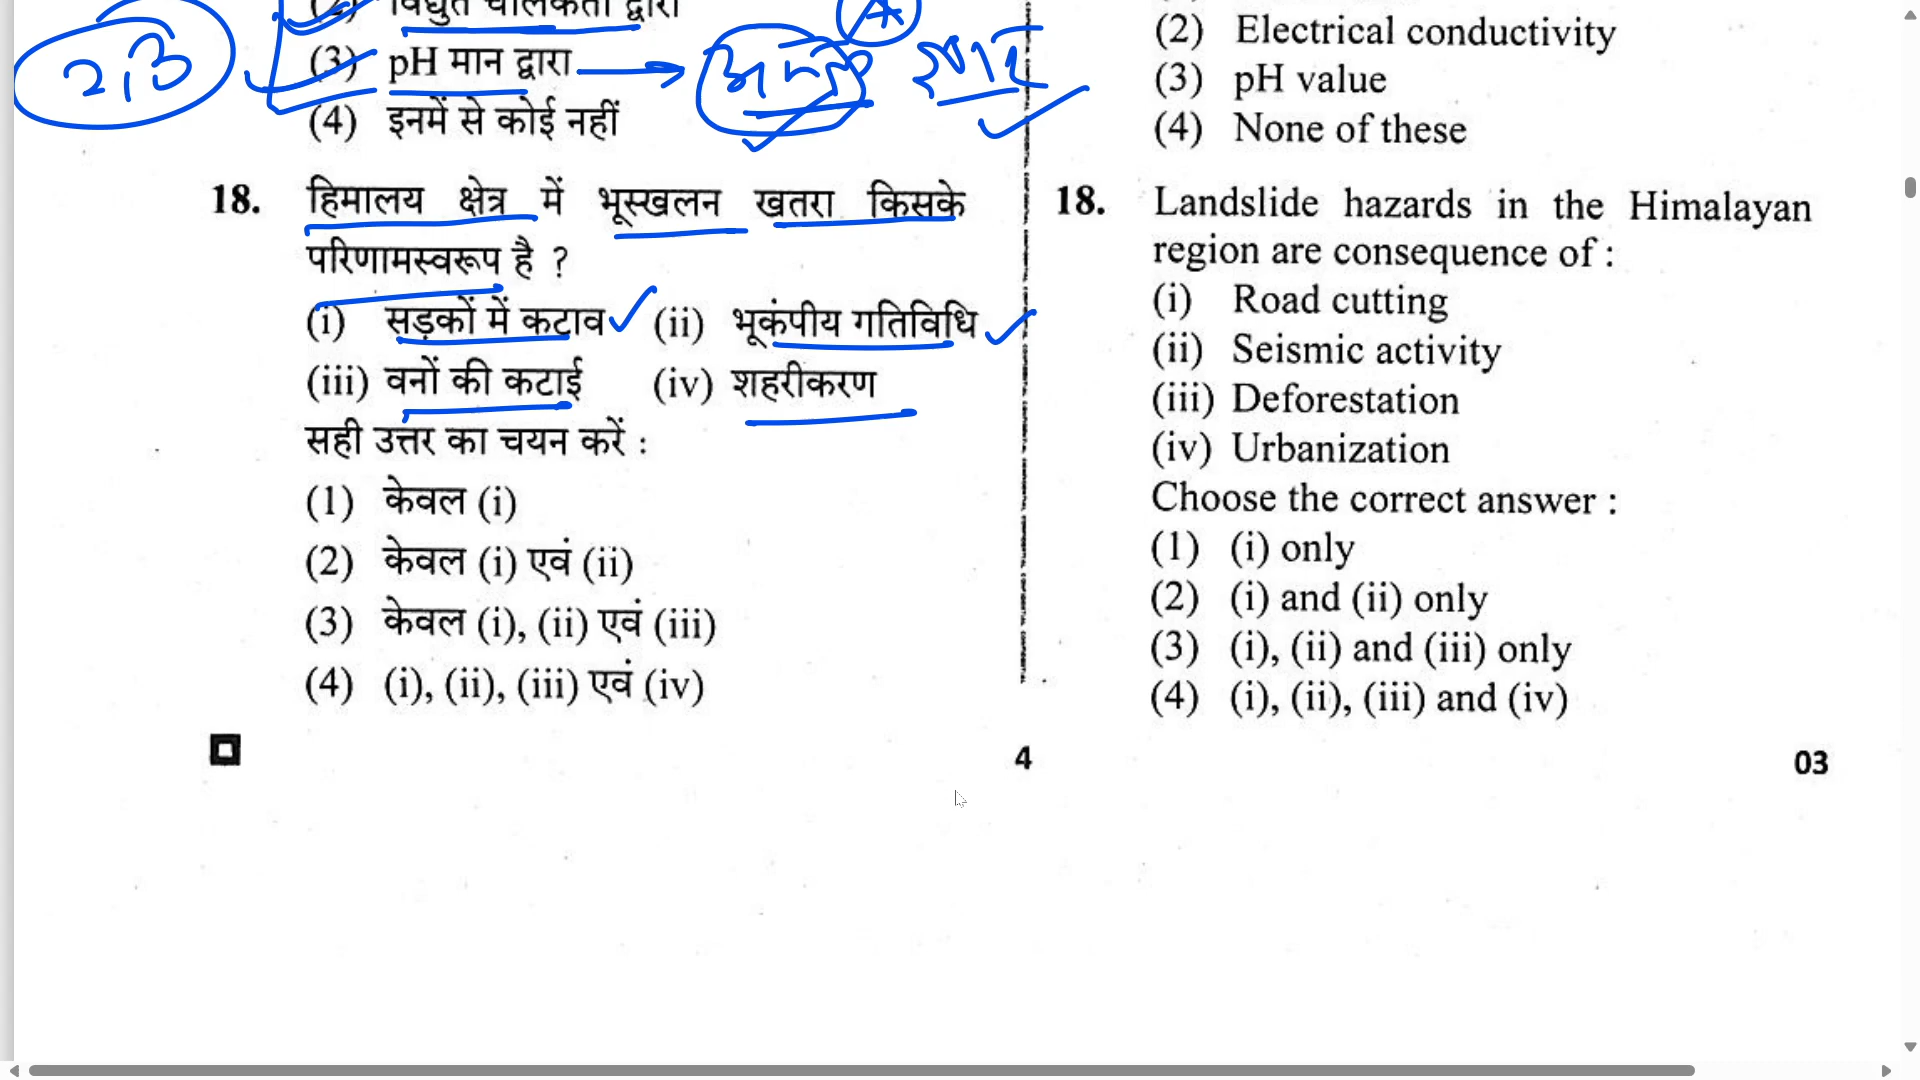 (2) विद्युत चालकता द्वारा
2,3
(3) pH मान द्वारा
(4) इनमें से कोई नहीं
18. हिमालय क्षेत्र में भूस्खलन खतरा किसके
परिणामस्वरूप है ?
(i) सड़कों में कटाव (ii) भूकंपीय गतिविधि
(iii) वनों की कटाई (iv) शहरीकरण
सही उत्तर का चयन करें :
(1) केवल (i)
(2) केवल (i) एवं (ii)
(3) केवल (i), (ii) एवं (iii)
(4) (i), (ii), (iii) एवं (iv)
(2) Electrical conductivity
(3) pH value
(4) None of these
18. Landslide hazards in the Himalayan
region are consequence of :
(i) Road cutting
(ii) Seismic activity
(iii) Deforestation
(iv) Urbanization
Choose the correct answer :
(1) (i) only
(2) (i) and (ii) only
(3) (i), (ii) and (iii) only
(4) (i), (ii), (iii) and (iv)
4
03